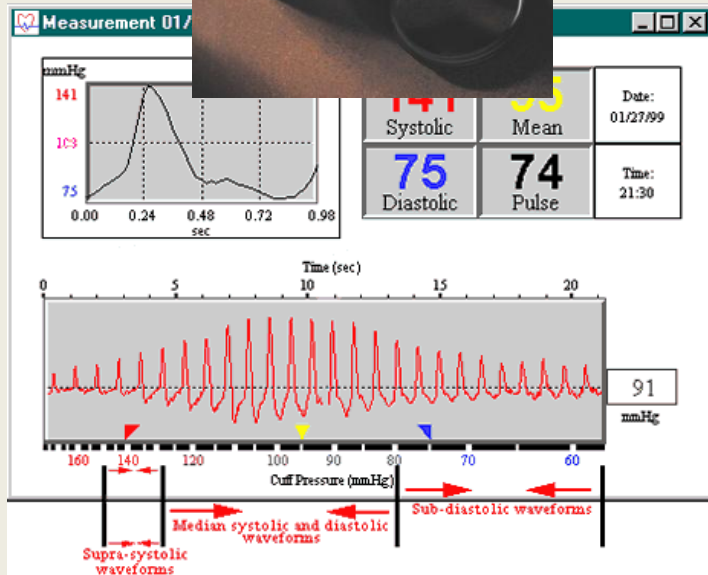 Measurement 01/
mmHg
141
103
75
0.00 0.24 0.48 0.72 0.98
sec
141 95
Systolic Mean
75 74
Diastolic Pulse
Date:
01/27/99
Time:
21:30
Time (sec)
0 5 10 15 20
91
mmHg
160 140 120 100 90 80 70 60
Cuff Pressure (mmHg)
Supra-systolic
waveforms
Median systolic and diastolic
waveforms
Sub-diastolic waveforms